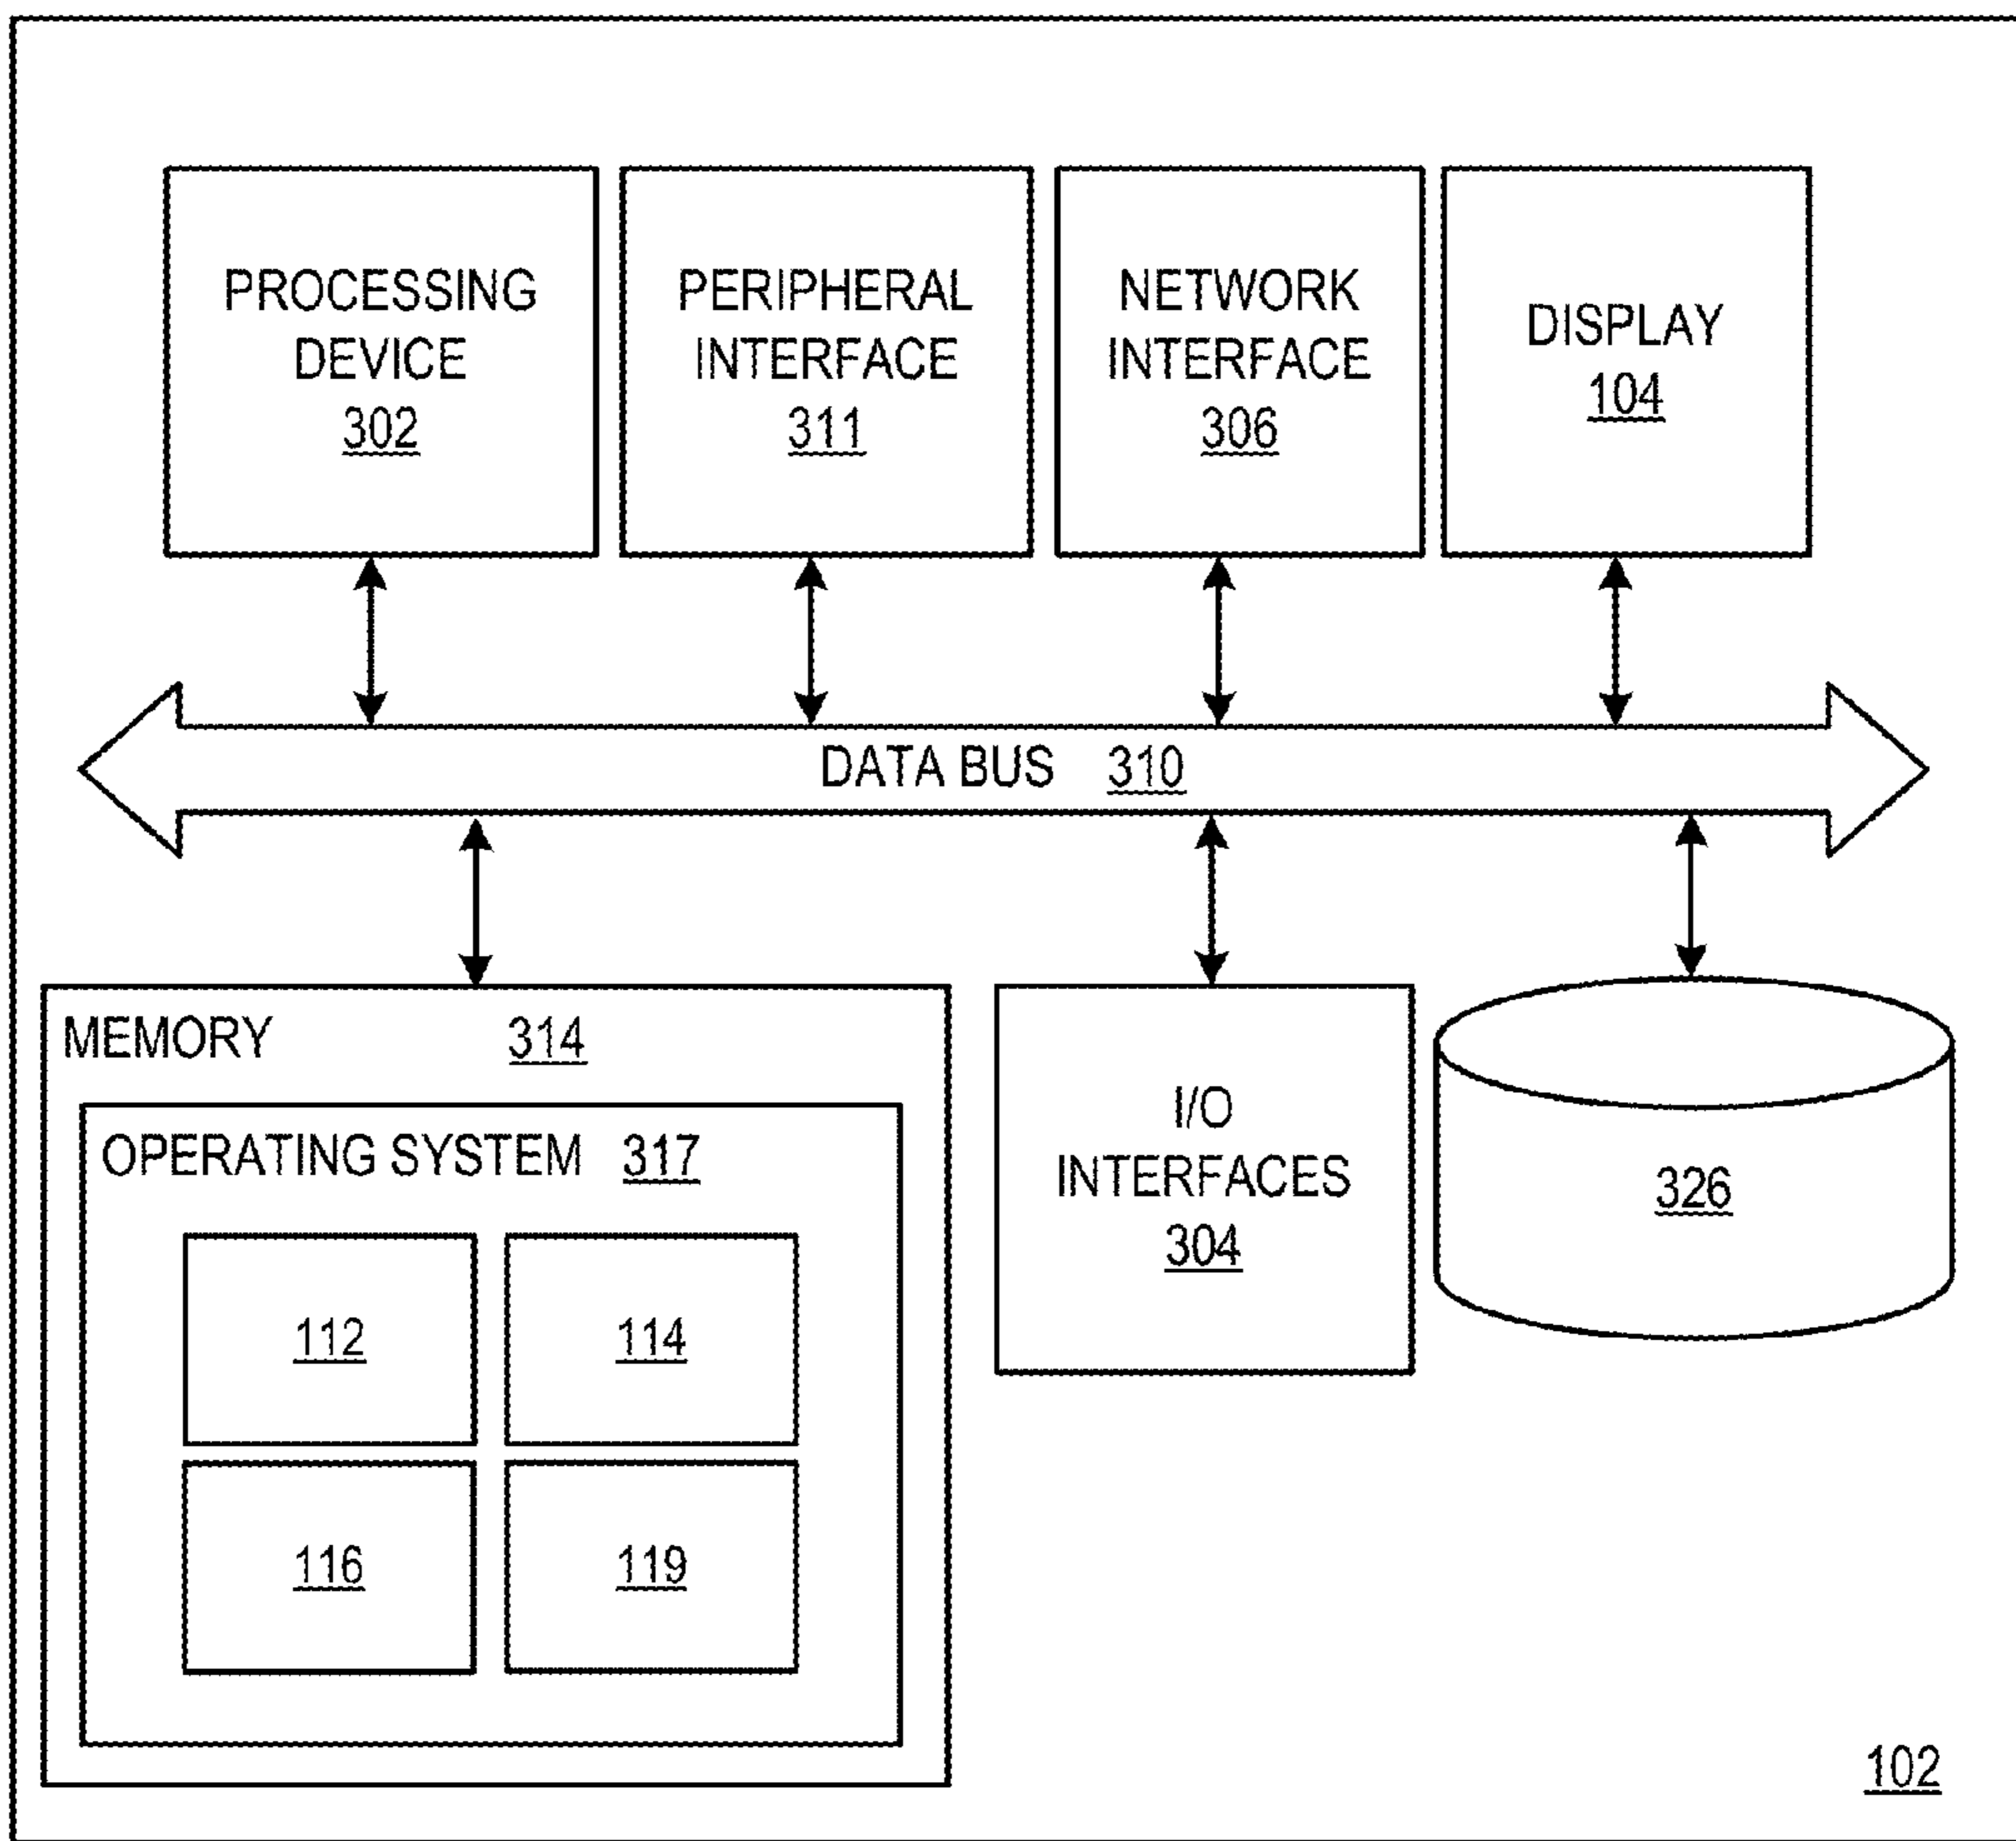 PROCESSING
DEVICE
302
PERIPHERAL
INTERFACE
311
NETWORK
INTERFACE
306
DISPLAY
104
DATA BUS 310
MEMORY 314
OPERATING SYSTEM 317
112
114
116
119
I/O
INTERFACES
304
326
102